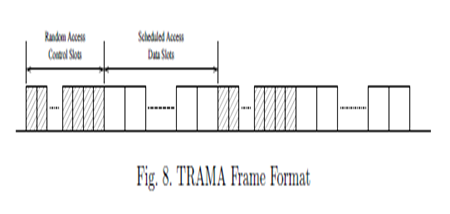 Random Access
Control Slots
Scheduled Access
Data Slots
Fig. 8. TRAMA Frame Format